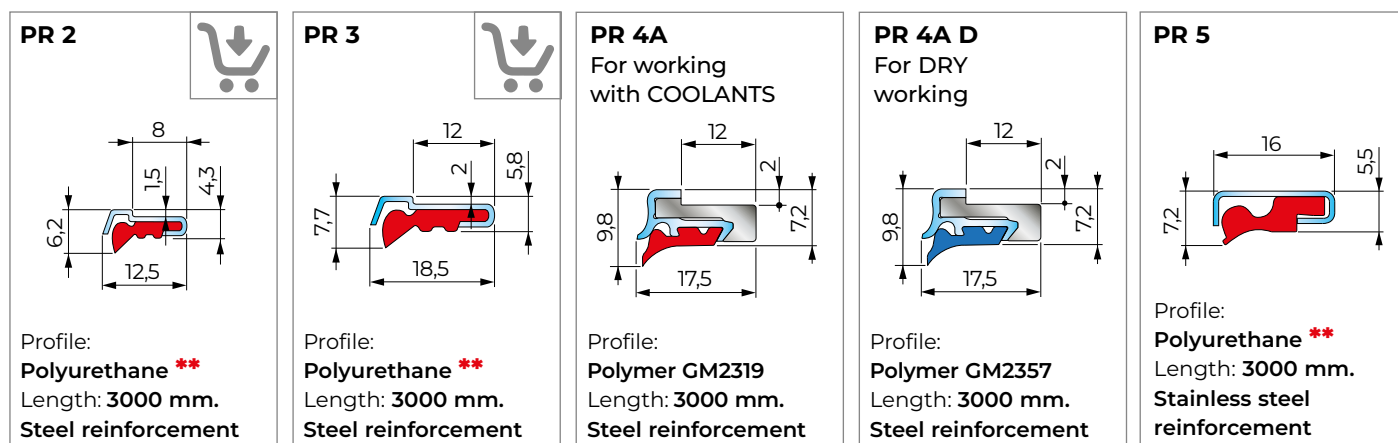 PR 2
8
1,5
4,3
6,2
12,5
Profile:
Polyurethane **
Length: 3000 mm.
Steel reinforcement
PR 3
12
2
5,8
7,7
18,5
Profile:
Polyurethane **
Length: 3000 mm.
Steel reinforcement
PR 4A
For working
with COOLANTS
12
2
9,8
7,2
17,5
Profile:
Polymer GM2319
Length: 3000 mm.
Steel reinforcement
PR 4A D
For DRY
working
12
2
9,8
7,2
17,5
Profile:
Polymer GM2357
Length: 3000 mm.
Steel reinforcement
PR 5
16
5,5
7,2
Profile:
Polyurethane **
Length: 3000 mm.
Stainless steel
reinforcement